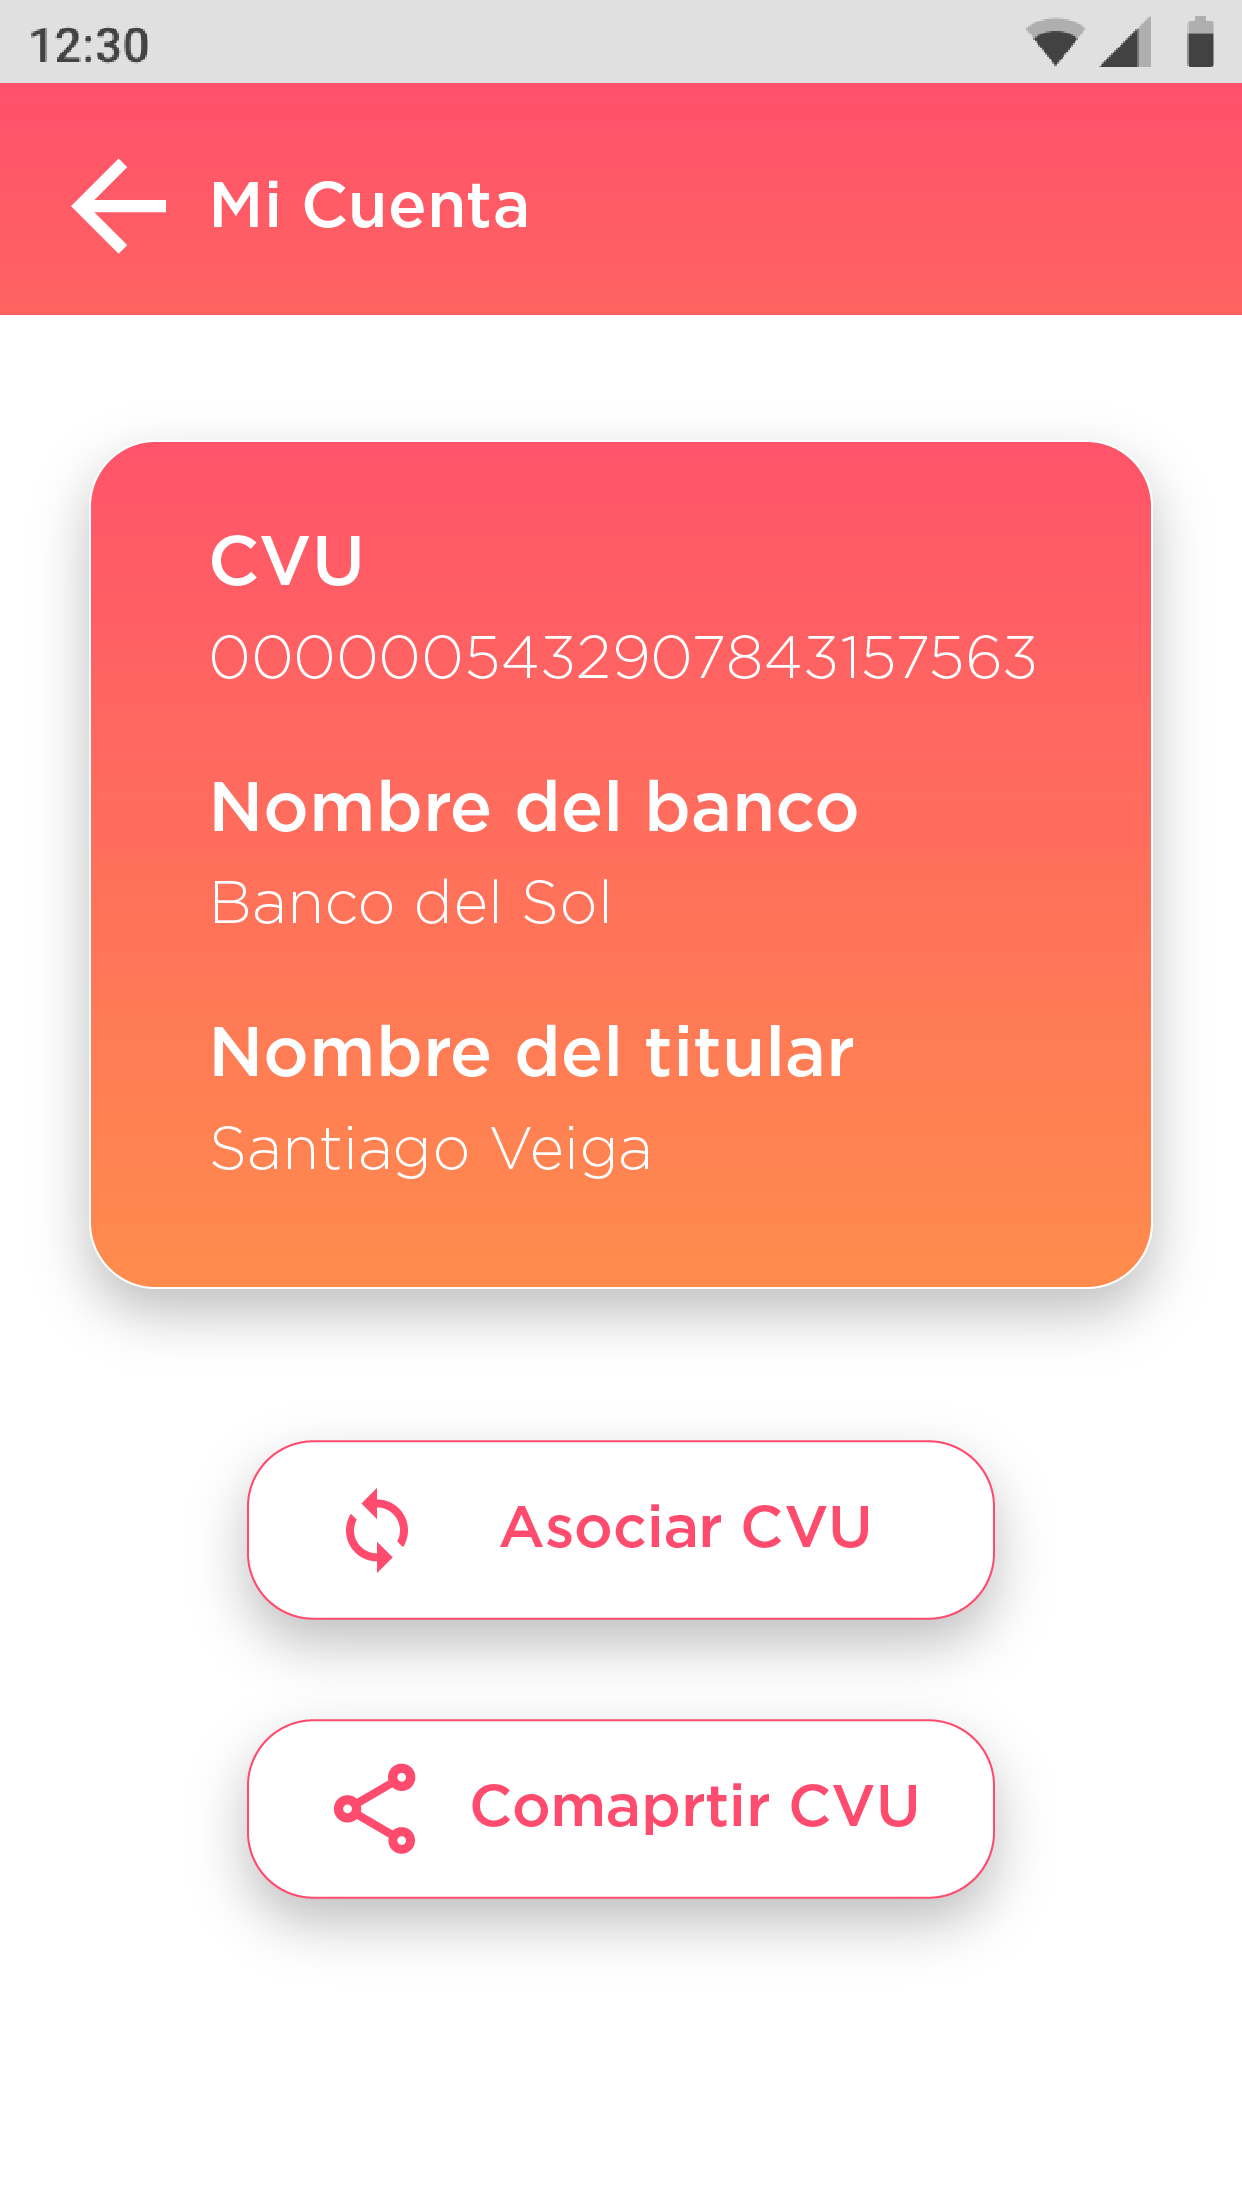 12:30
Mi Cuenta
CVU
0000005432907843157563
Nombre del banco
Banco del Sol
Nombre del titular
Santiago Veiga
Asociar CVU
Comaprtir CVU